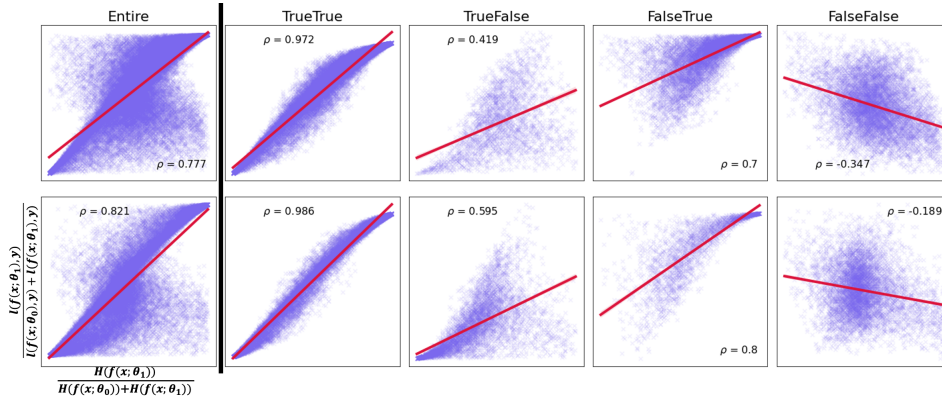 Entire
TrueTrue
TrueFalse
FalseTrue
FalseFalse
ρ = 0.777
ρ = 0.972
ρ = 0.419
ρ = 0.7
ρ = -0.347
ρ = 0.821
ρ = 0.986
ρ = 0.595
ρ = 0.8
ρ = -0.189
l(f(x; θ₁), y)
l(f(x; θ₀), y) + l(f(x; θ₁), y)
H(f(x; θ₁))
H(f(x; θ₀))+H(f(x; θ₁))